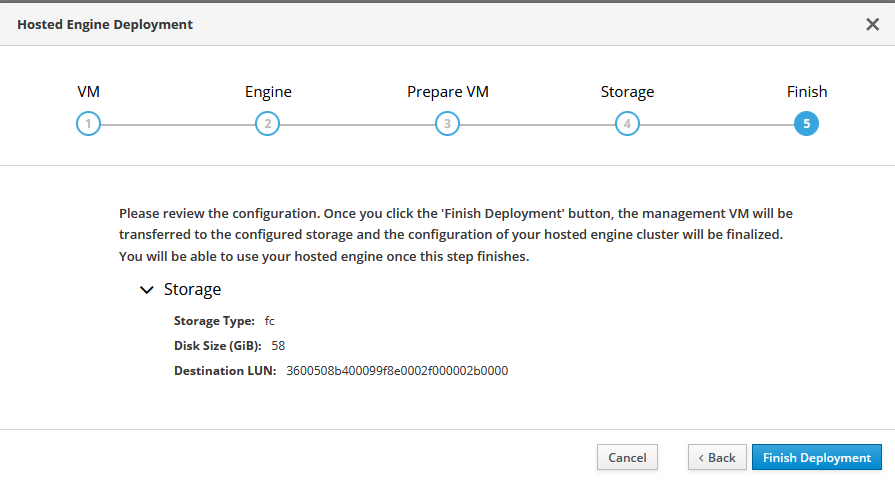 Hosted Engine Deployment
VM Engine Prepare VM Storage Finish
1 2 3 4 5
Please review the configuration. Once you click the 'Finish Deployment' button, the management VM will be
transferred to the configured storage and the configuration of your hosted engine cluster will be finalized.
You will be able to use your hosted engine once this step finishes.
Storage
Storage Type: fc
Disk Size (GiB): 58
Destination LUN: 3600508b400099f8e0002f000002b0000
Cancel < Back Finish Deployment